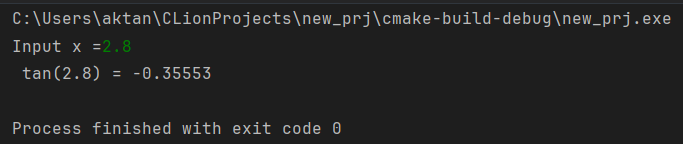 C:\Users\aktan\CLionProjects\new_prj\cmake-build-debug\new_prj.exe
Input x =2.8
 tan(2.8) = -0.35553
Process finished with exit code 0